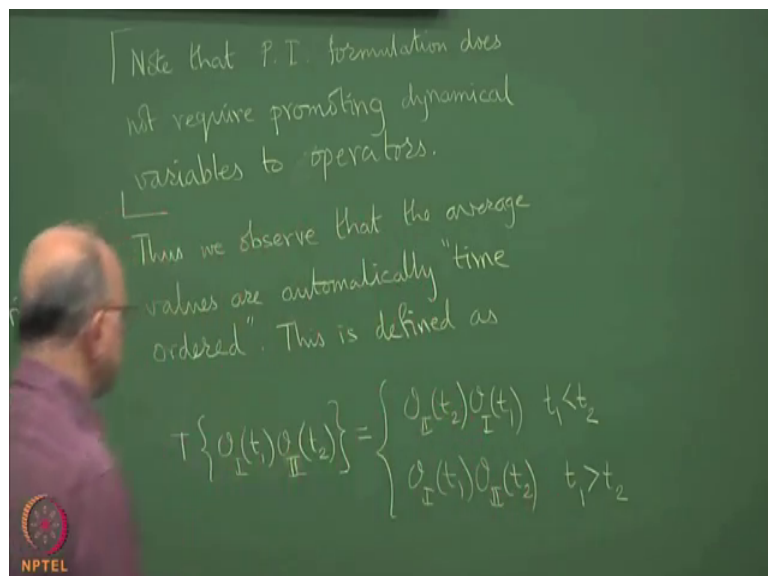 Note that P.I. formulation does
not require promoting dynamical
variables to operators.
Thus we observe that the average
values are automatically "time
ordered". This is defined as
T { O_I(t_1) O_II(t_2) } = { O_II(t_2) O_I(t_1) t_1 < t_2
O_I(t_1) O_II(t_2) t_1 > t_2
NPTEL